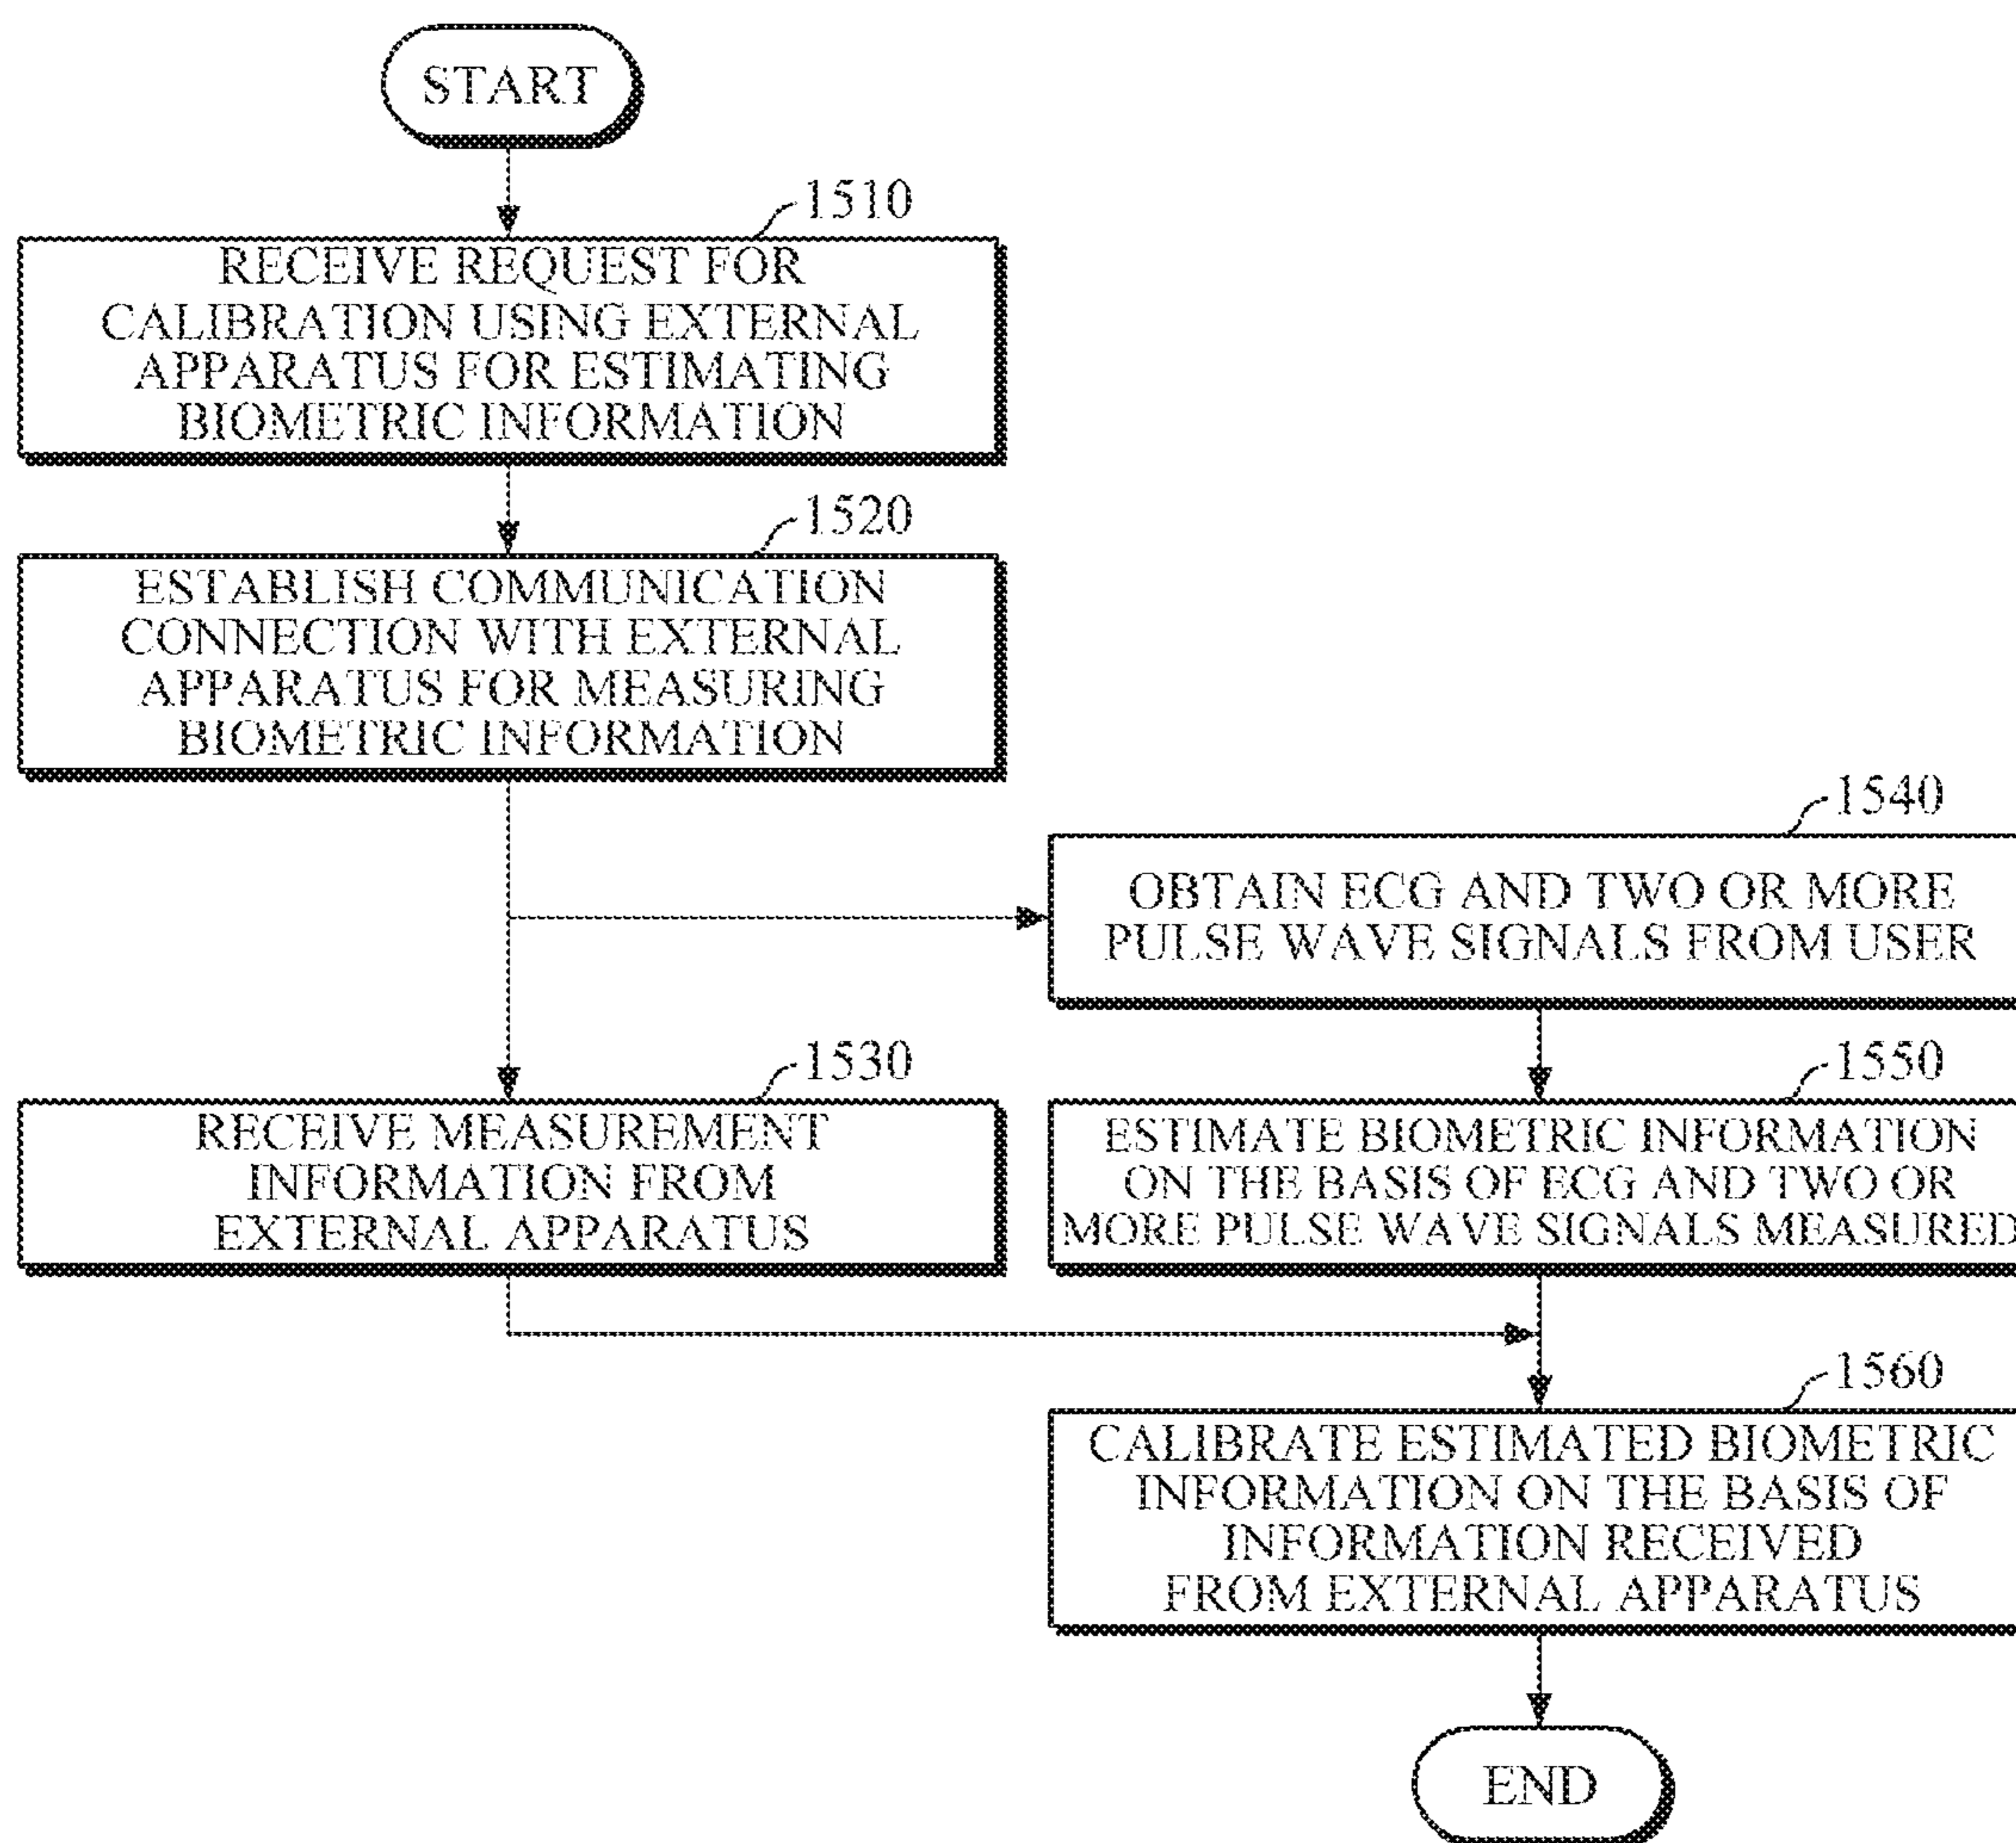 START
1510
RECEIVE REQUEST FOR
CALIBRATION USING EXTERNAL
APPARATUS FOR ESTIMATING
BIOMETRIC INFORMATION
1520
ESTABLISH COMMUNICATION
CONNECTION WITH EXTERNAL
APPARATUS FOR MEASURING
BIOMETRIC INFORMATION
1540
OBTAIN ECG AND TWO OR MORE
PULSE WAVE SIGNALS FROM USER
1530
RECEIVE MEASUREMENT
INFORMATION FROM
EXTERNAL APPARATUS
1550
ESTIMATE BIOMETRIC INFORMATION
ON THE BASIS OF ECG AND TWO OR
MORE PULSE WAVE SIGNALS MEASURED
1560
CALIBRATE ESTIMATED BIOMETRIC
INFORMATION ON THE BASIS OF
INFORMATION RECEIVED
FROM EXTERNAL APPARATUS
END